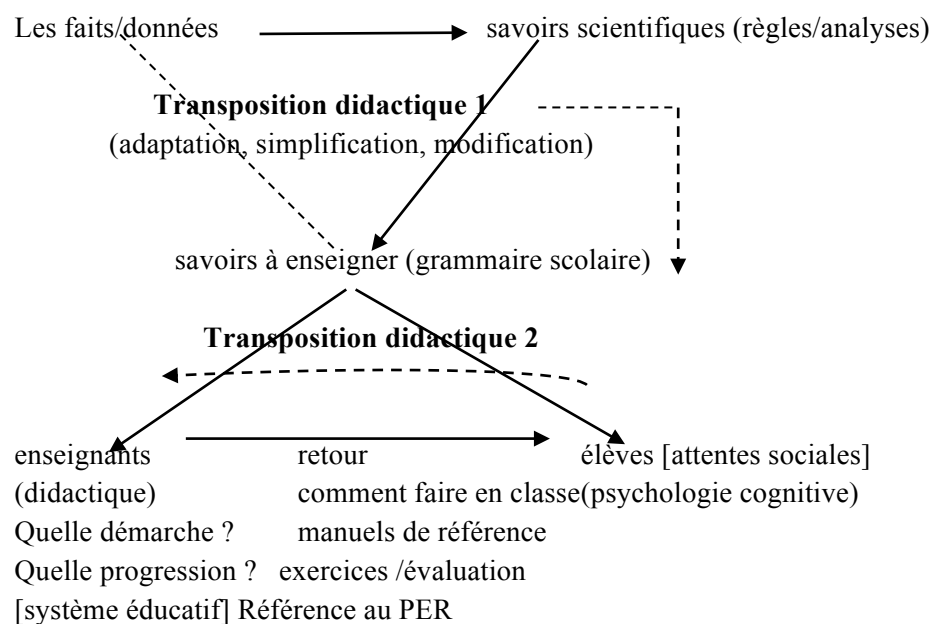 Les faits/données savoirs scientifiques (règles/analyses)
Transposition didactique 1
(adaptation, simplification, modification)
savoirs à enseigner (grammaire scolaire)
Transposition didactique 2
enseignants retour élèves [attentes sociales]
(didactique) comment faire en classe(psychologie cognitive)
Quelle démarche ? manuels de référence
Quelle progression ? exercices /évaluation
[système éducatif] Référence au PER